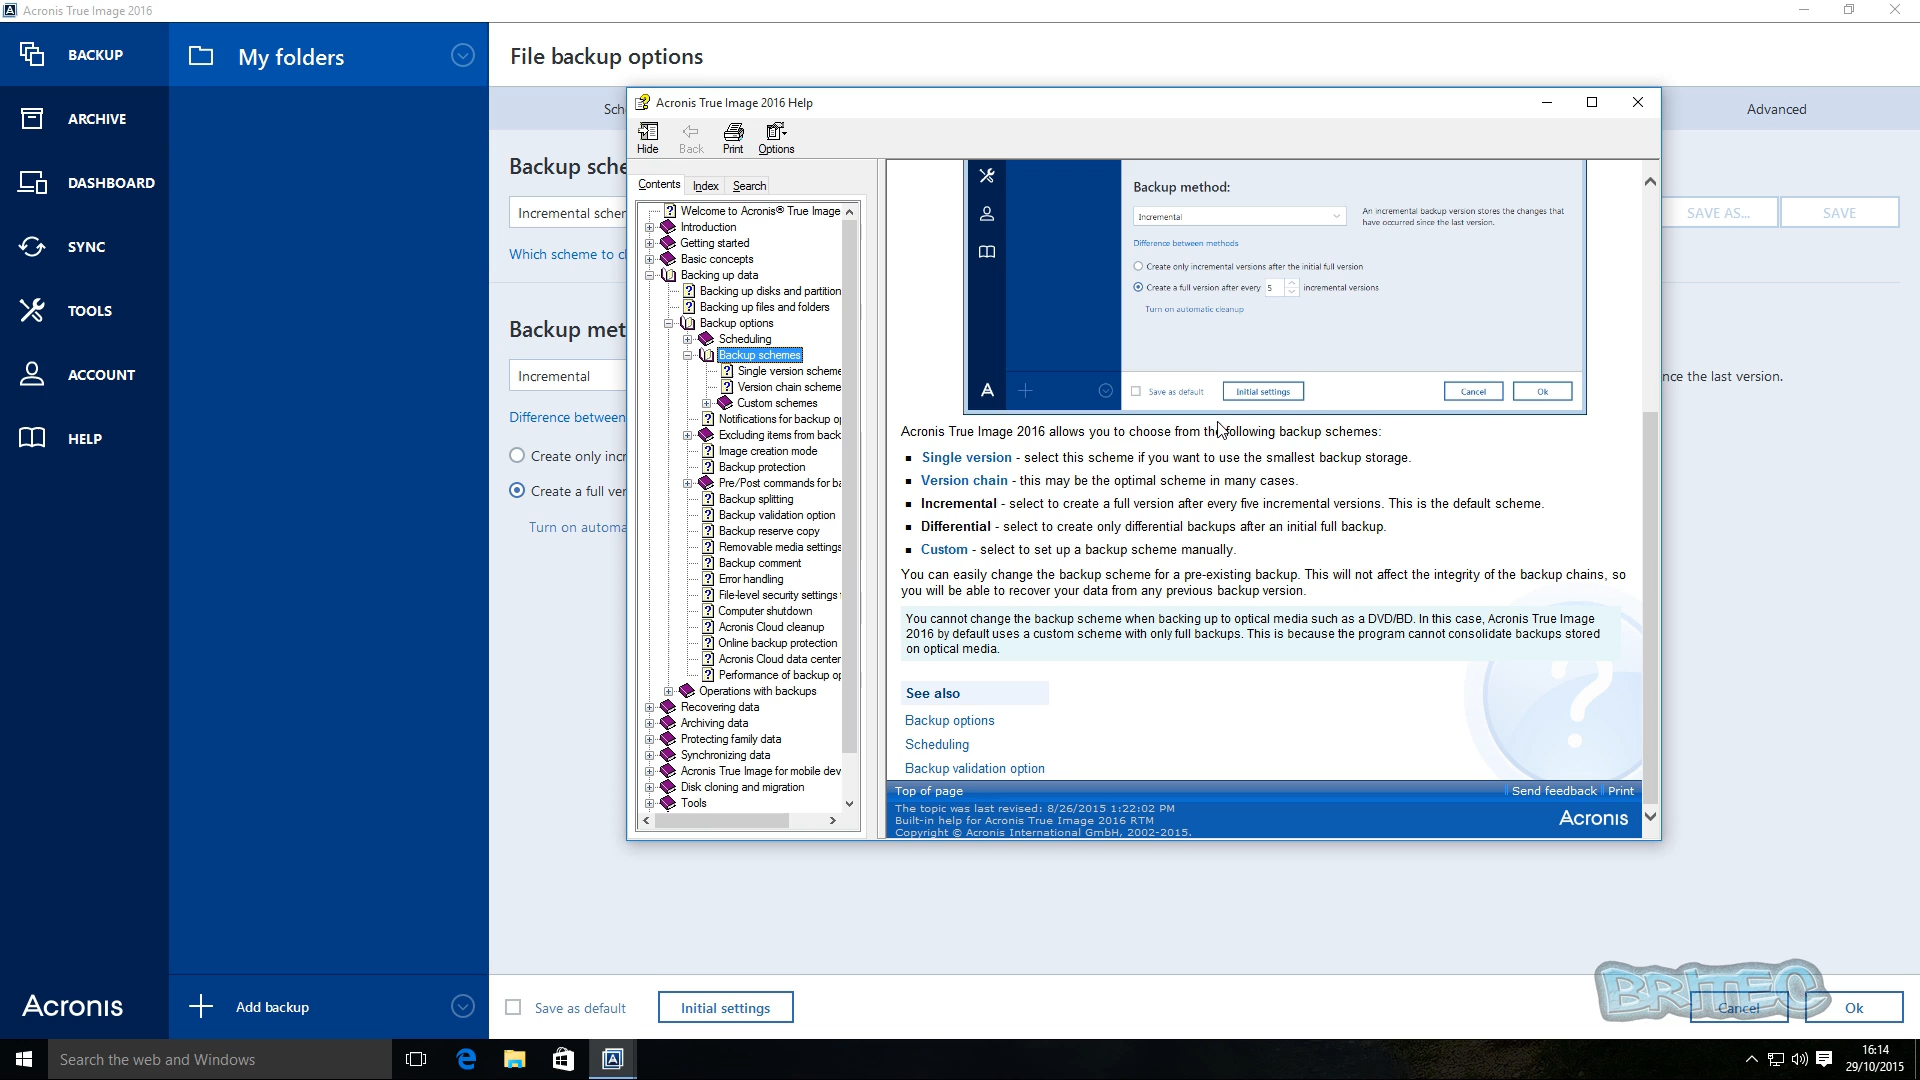 Acronis True Image 2016
BACKUP
ARCHIVE
DASHBOARD
SYNC
TOOLS
ACCOUNT
HELP
Acronis
My folders
Add backup
File backup options
Sch
Advanced
Backup sche
Incremental scher
SAVE AS...
SAVE
Which scheme to c
Backup met
Incremental
nce the last version.
Difference between
Create only incr
Create a full ver
Turn on automa
Save as default
Initial settings
Cancel
Ok
BRITEC
Acronis True Image 2016 Help
Hide
Back
Print
Options
Contents
Index
Search
Welcome to Acronis® True Image
Introduction
Getting started
Basic concepts
Backing up data
Backing up disks and partition
Backing up files and folders
Backup options
Scheduling
Backup schemes
Single version scheme
Version chain scheme
Custom schemes
Notifications for backup op
Excluding items from back
Image creation mode
Backup protection
Pre/Post commands for ba
Backup splitting
Backup validation option
Backup reserve copy
Removable media settings
Backup comment
Error handling
File-level security settings
Computer shutdown
Acronis Cloud cleanup
Online backup protection
Acronis Cloud data center
Performance of backup op
Operations with backups
Recovering data
Archiving data
Protecting family data
Synchronizing data
Acronis True Image for mobile dev
Disk cloning and migration
Tools
Backup method:
Incremental
An incremental backup version stores the changes that
have occurred since the last version.
Difference between methods
Create only incremental versions after the initial full version
Create a full version after every 5 incremental versions
Turn on automatic cleanup
Save as default
Initial settings
Cancel
Ok
Acronis True Image 2016 allows you to choose from the following backup schemes:
Single version - select this scheme if you want to use the smallest backup storage.
Version chain - this may be the optimal scheme in many cases.
Incremental - select to create a full version after every five incremental versions. This is the default scheme.
Differential - select to create only differential backups after an initial full backup.
Custom - select to set up a backup scheme manually.
You can easily change the backup scheme for a pre-existing backup. This will not affect the integrity of the backup chains, so
you will be able to recover your data from any previous backup version.
You cannot change the backup scheme when backing up to optical media such as a DVD/BD. In this case, Acronis True Image
2016 by default uses a custom scheme with only full backups. This is because the program cannot consolidate backups stored
on optical media.
See also
Backup options
Scheduling
Backup validation option
Top of page
Send feedback
Print
The topic was last revised: 8/26/2015 1:22:02 PM
Built-in help for Acronis True Image 2016 RTM
Copyright © Acronis International GmbH, 2002-2015.
Acronis
Search the web and Windows
16:14
29/10/2015